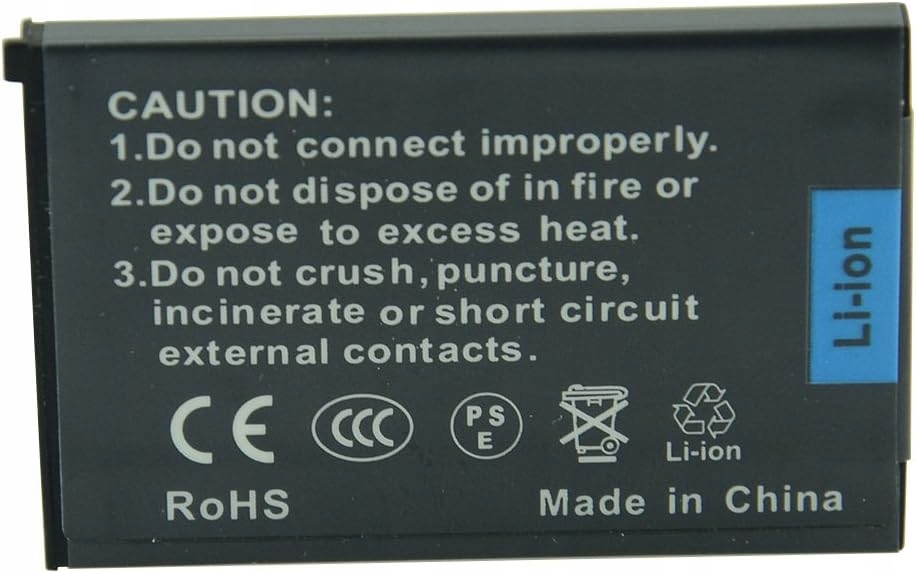 CAUTION:
1.Do not connect improperly.
2.Do not dispose of in fire or
expose to excess heat.
3.Do not crush, puncture,
incinerate or short circuit
external contacts.
Li-ion
CE CCC PS
E
Li-ion
RoHS
Made in China